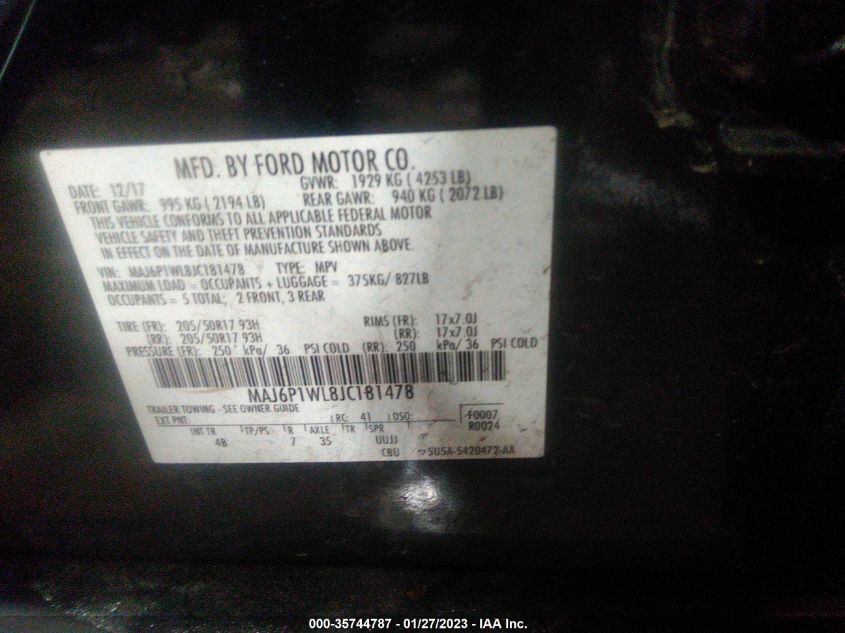 MFD. BY FORD MOTOR CO.
DATE: 12/17 GVWR: 1929 KG ( 4253 LB)
FRONT GAWR: 995 KG ( 2194 LB) REAR GAWR: 940 KG ( 2072 LB)
THIS VEHICLE CONFORMS TO ALL APPLICABLE FEDERAL MOTOR
VEHICLE SAFETY AND THEFT PREVENTION STANDARDS
IN EFFECT ON THE DATE OF MANUFACTURE SHOWN ABOVE.
VIN: MAJ6P1WL8JC181478 TYPE: MPV
MAXIMUM LOAD = OCCUPANTS + LUGGAGE = 375KG/ 827LB
OCCUPANTS = 5 TOTAL, 2 FRONT, 3 REAR
TIRE (FR): 205/50R17 93H RIMS (FR): 17x7.0J
(RR): 205/50R17 93H (RR): 17x7.0J
PRESSURE (FR): 250 kPa/ 36 PSI COLD (RR): 250 kPa/ 36 PSI COLD
MAJ6P1WL8JC181478
TRAILER TOWING - SEE OWNER GUIDE
EXT PNT: RC: 41 DSO: F0007
R0024
INT TR TP/PS R AXLE TR SPR
4B 7 35 UUJJ
CBU 5U5A-5420472-AA
000-35744787 - 01/27/2023 - IAA Inc.